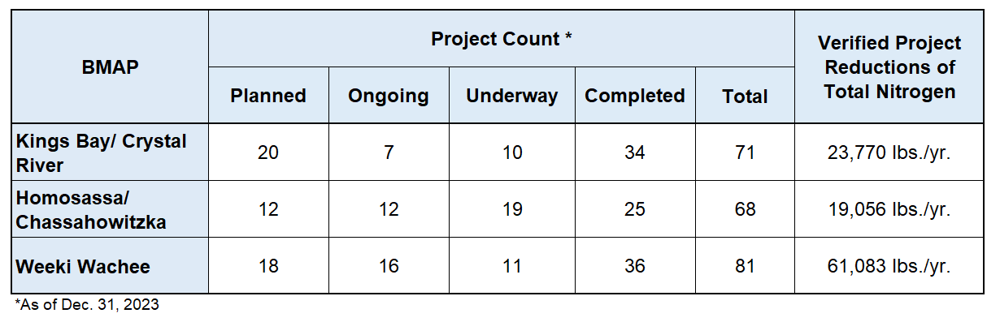 BMAP
Project Count *
Verified Project
Reductions of
Total Nitrogen
Planned
Ongoing
Underway
Completed
Total
Kings Bay/ Crystal
River
20
7
10
34
71
23,770 lbs./yr.
Homosassa/
Chassahowitzka
12
12
19
25
68
19,056 lbs./yr.
Weeki Wachee
18
16
11
36
81
61,083 lbs./yr.
*As of Dec. 31, 2023